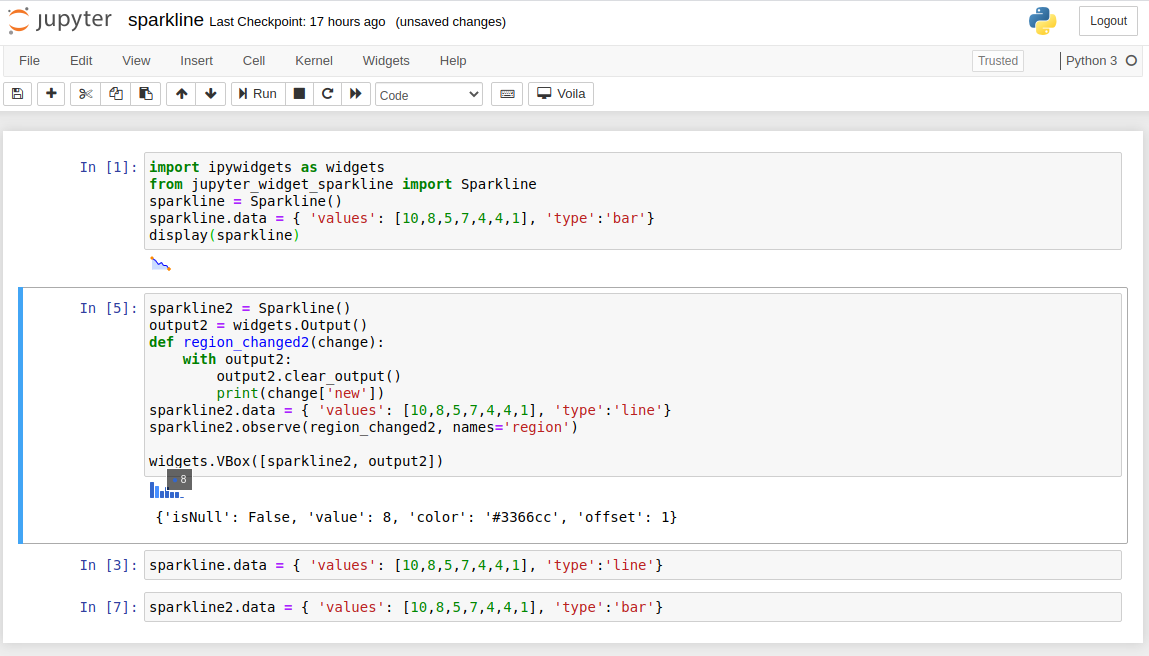 jupyter sparkline Last Checkpoint: 17 hours ago (unsaved changes) Logout
File Edit View Insert Cell Kernel Widgets Help Trusted Python 3
Run Code Voila
In [1]: import ipywidgets as widgets
from jupyter_widget_sparkline import Sparkline
sparkline = Sparkline()
sparkline.data = { 'values': [10,8,5,7,4,4,1], 'type':'bar'}
display(sparkline)
In [5]: sparkline2 = Sparkline()
output2 = widgets.Output()
def region_changed2(change):
    with output2:
        output2.clear_output()
        print(change['new'])
sparkline2.data = { 'values': [10,8,5,7,4,4,1], 'type':'line'}
sparkline2.observe(region_changed2, names='region')
widgets.VBox([sparkline2, output2])
8
{'isNull': False, 'value': 8, 'color': '#3366cc', 'offset': 1}
In [3]: sparkline.data = { 'values': [10,8,5,7,4,4,1], 'type':'line'}
In [7]: sparkline2.data = { 'values': [10,8,5,7,4,4,1], 'type':'bar'}